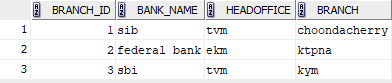 BRANCH_ID BANK_NAME HEADOFFICE BRANCH
1 1 sib tvm choondacherry
2 2 federal bank ekm ktpna
3 3 sbi tvm kym